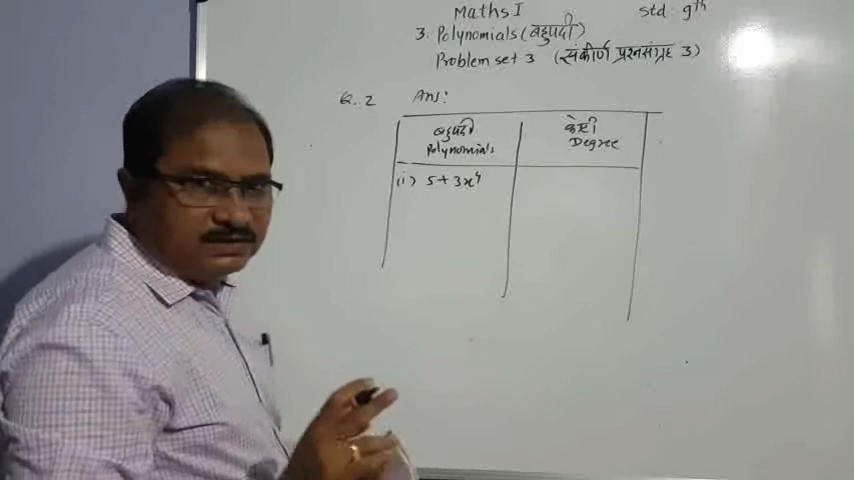 Maths I
Std : 9th
3. Polynomials (बहुपदी)
Problem set 3 (संकीर्ण प्रश्नसंग्रह 3)
Q. 2 Ans:
बहुपदी कोटी
Polynomials Degree
(i) 5+3x⁴